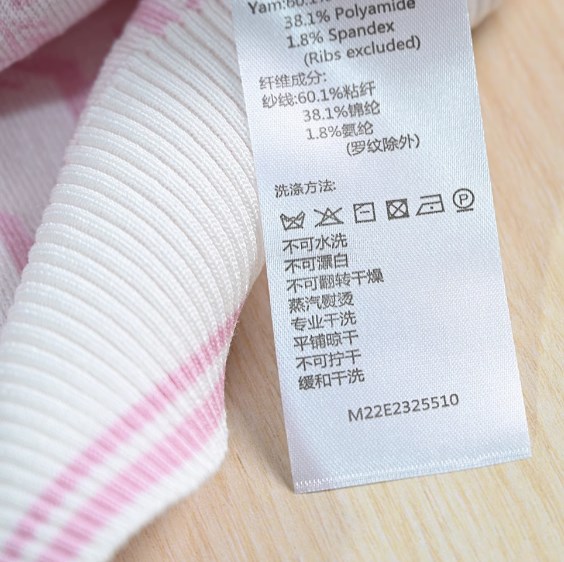 Yarn:60.1%
38.1% Polyamide
1.8% Spandex
(Ribs excluded)
纤维成分:
纱线:60.1%粘纤
38.1%锦纶
1.8%氨纶
(罗纹除外)
洗涤方法:
P
不可水洗
不可漂白
不可翻转干燥
蒸汽熨烫
专业干洗
平铺晾干
不可拧干
缓和干洗
M22E2325510